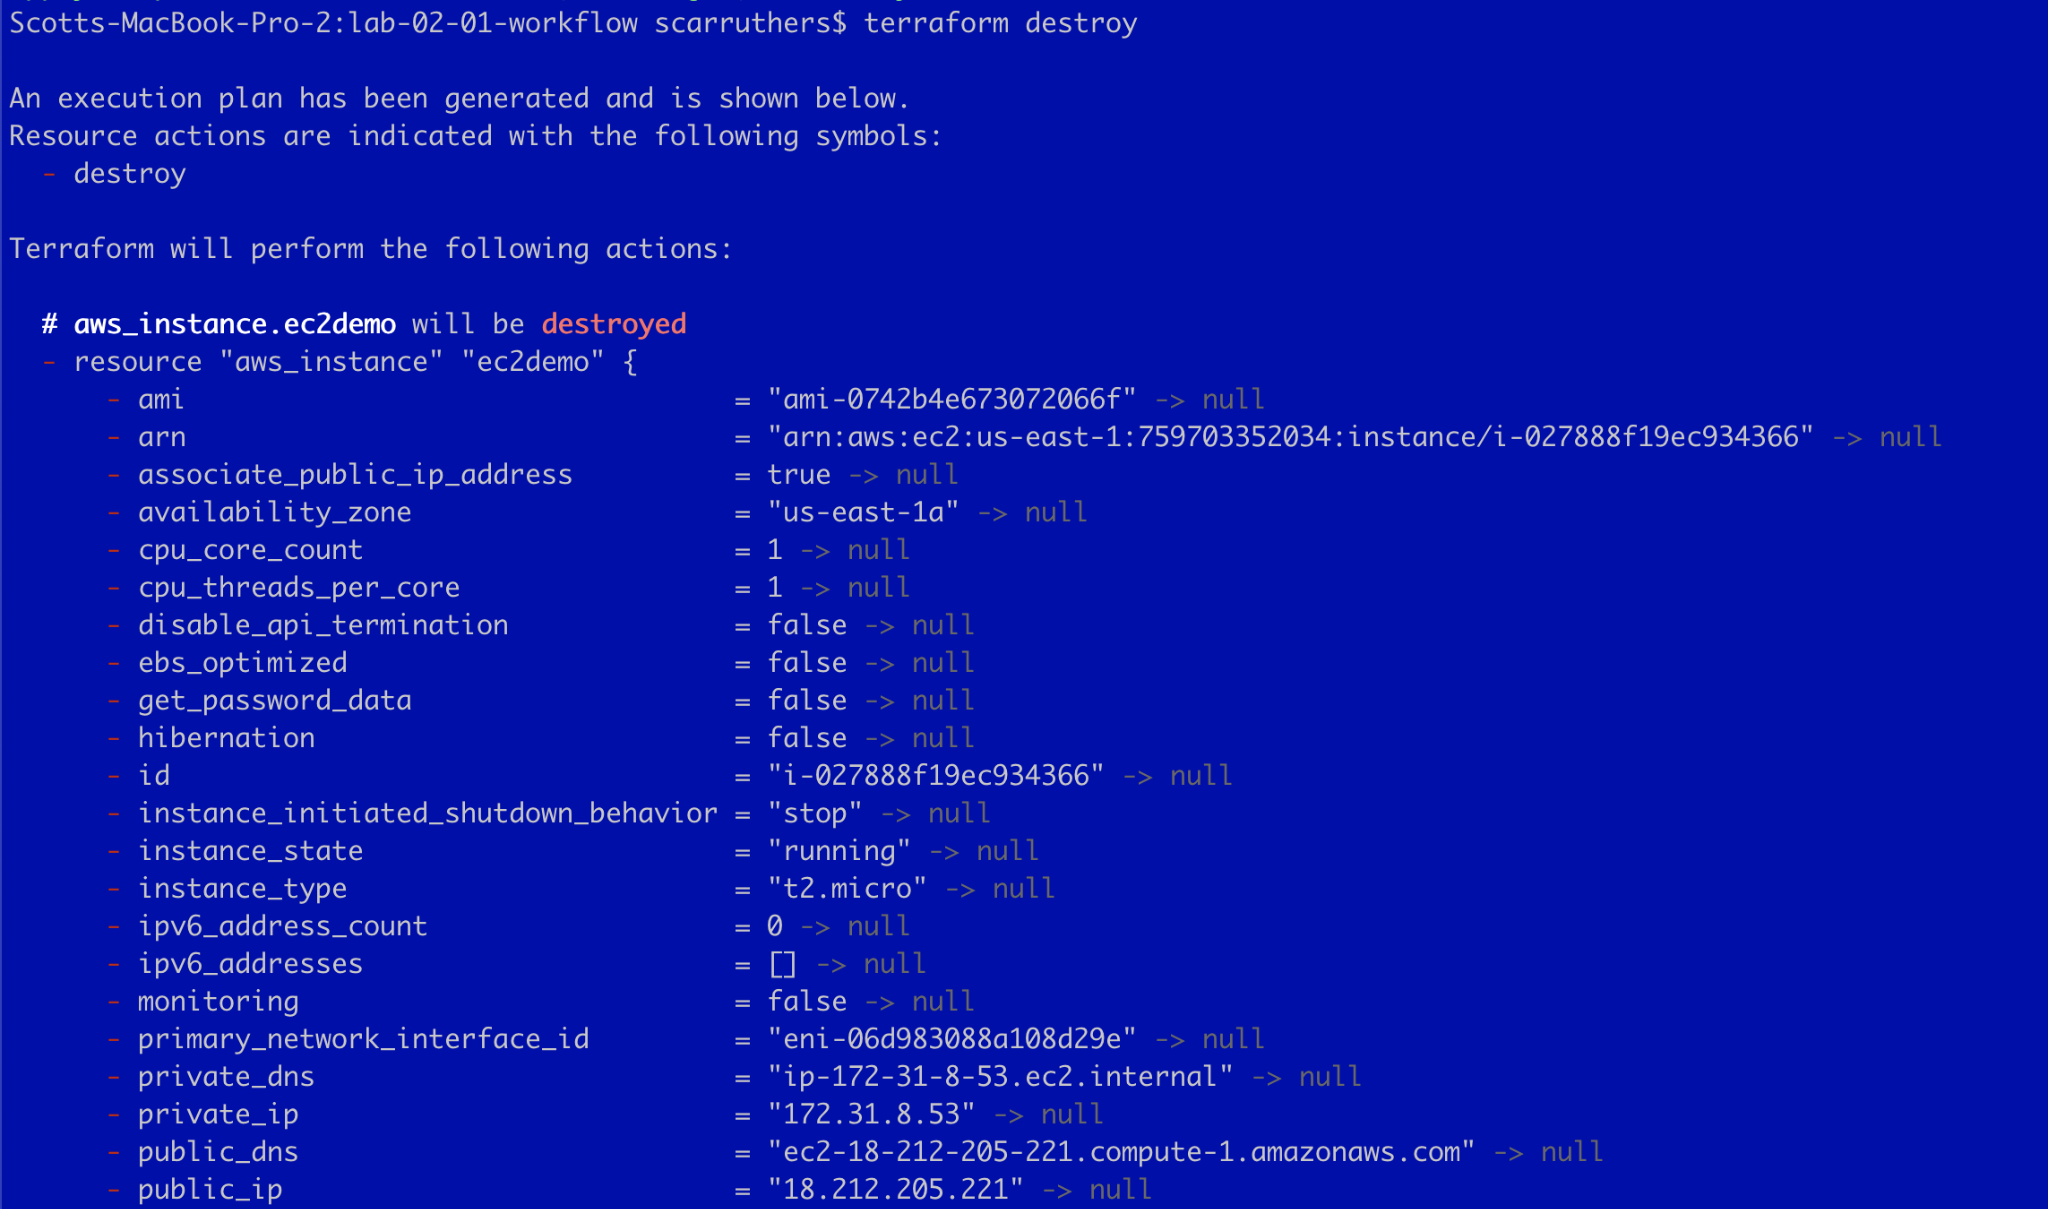 Scotts-MacBook-Pro-2:lab-02-01-workflow scarruthers$ terraform destroy
An execution plan has been generated and is shown below.
Resource actions are indicated with the following symbols:
- destroy
Terraform will perform the following actions:
# aws_instance.ec2demo will be destroyed
- resource "aws_instance" "ec2demo" {
- ami = "ami-0742b4e673072066f" -> null
- arn = "arn:aws:ec2:us-east-1:759703352034:instance/i-027888f19ec934366" -> null
- associate_public_ip_address = true -> null
- availability_zone = "us-east-1a" -> null
- cpu_core_count = 1 -> null
- cpu_threads_per_core = 1 -> null
- disable_api_termination = false -> null
- ebs_optimized = false -> null
- get_password_data = false -> null
- hibernation = false -> null
- id = "i-027888f19ec934366" -> null
- instance_initiated_shutdown_behavior = "stop" -> null
- instance_state = "running" -> null
- instance_type = "t2.micro" -> null
- ipv6_address_count = 0 -> null
- ipv6_addresses = [] -> null
- monitoring = false -> null
- primary_network_interface_id = "eni-06d983088a108d29e" -> null
- private_dns = "ip-172-31-8-53.ec2.internal" -> null
- private_ip = "172.31.8.53" -> null
- public_dns = "ec2-18-212-205-221.compute-1.amazonaws.com" -> null
- public_ip = "18.212.205.221" -> null